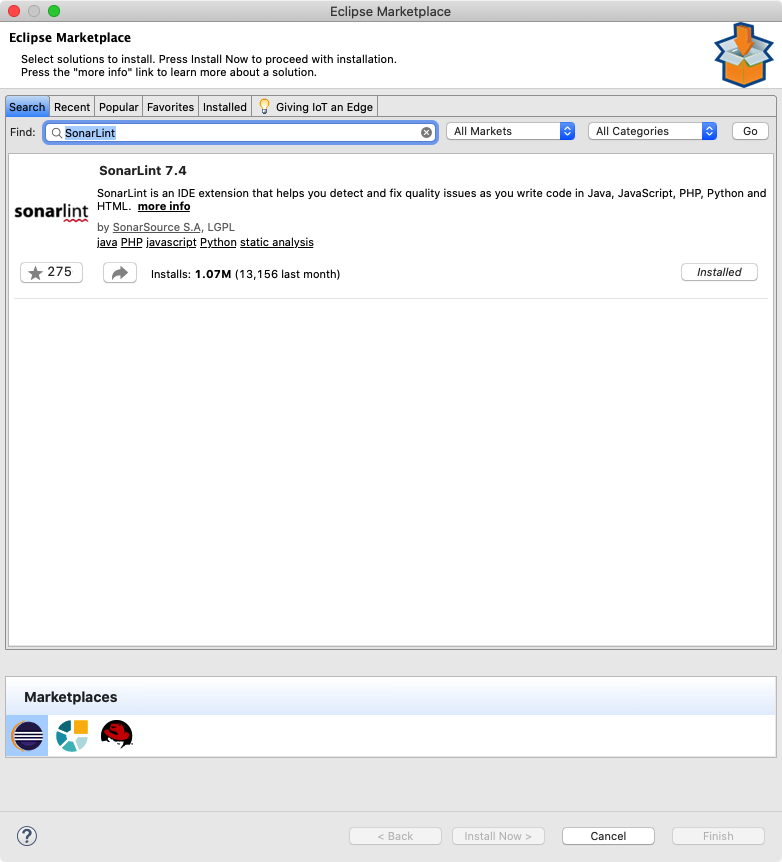 Eclipse Marketplace
Eclipse Marketplace
Select solutions to install. Press Install Now to proceed with installation.
Press the "more info" link to learn more about a solution.
Search Recent Popular Favorites Installed Giving IoT an Edge
Find: SonarLint All Markets All Categories Go
SonarLint 7.4
SonarLint is an IDE extension that helps you detect and fix quality issues as you write code in Java, JavaScript, PHP, Python and
HTML. more info
sonarlint
by SonarSource S.A, LGPL
java PHP javascript Python static analysis
275 Installs: 1.07M (13,156 last month) Installed
Marketplaces
? < Back Install Now > Cancel Finish